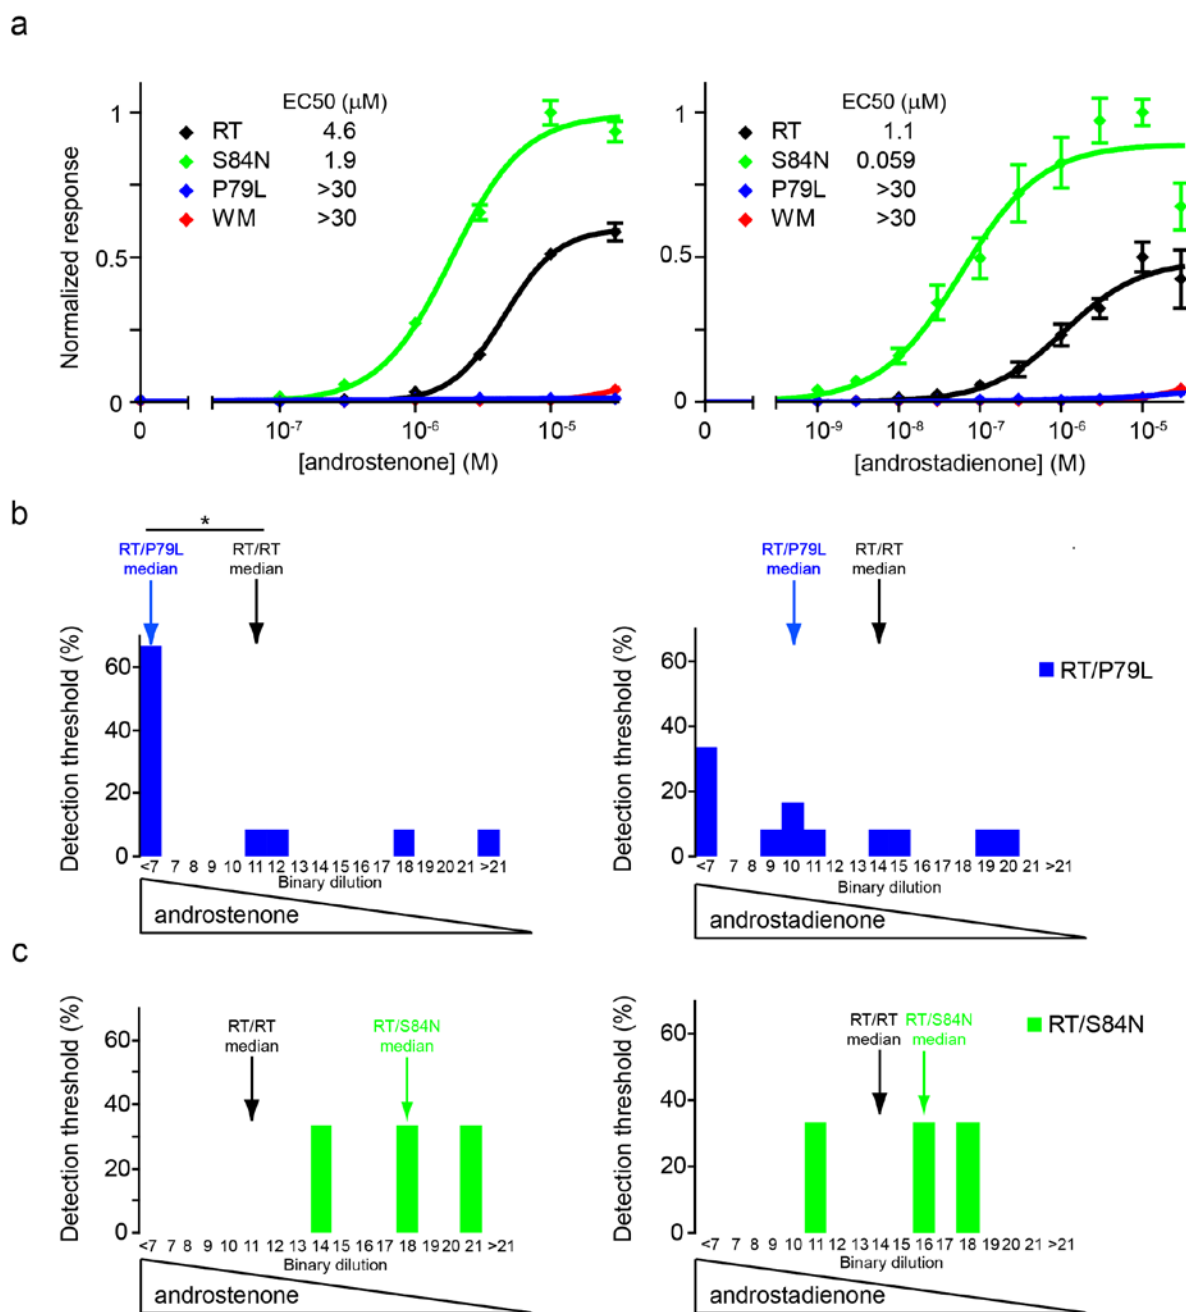 a
EC50 (μM)
RT 4.6
S84N 1.9
P79L >30
WM >30
1
0.5
0
Normalized response
0 10-7 10-6 10-5
[androstenone] (M)
EC50 (μM)
RT 1.1
S84N 0.059
P79L >30
WM >30
1
0.5
0
0 10-9 10-8 10-7 10-6 10-5
[androstadienone] (M)
b
*
RT/P79L
median
RT/RT
median
Detection threshold (%)
60
40
20
0
<7 7 8 9 10 11 12 13 14 15 16 17 18 19 20 21 >21
Binary dilution
androstenone
RT/P79L
median
RT/RT
median
RT/P79L
Detection threshold (%)
60
40
20
0
<7 7 8 9 10 11 12 13 14 15 16 17 18 19 20 21 >21
Binary dilution
androstadienone
c
RT/RT
median
RT/S84N
median
Detection threshold (%)
60
40
20
0
<7 7 8 9 10 11 12 13 14 15 16 17 18 19 20 21 >21
Binary dilution
androstenone
RT/RT
median
RT/S84N
median
RT/S84N
Detection threshold (%)
60
40
20
0
<7 7 8 9 10 11 12 13 14 15 16 17 18 19 20 21 >21
Binary dilution
androstadienone